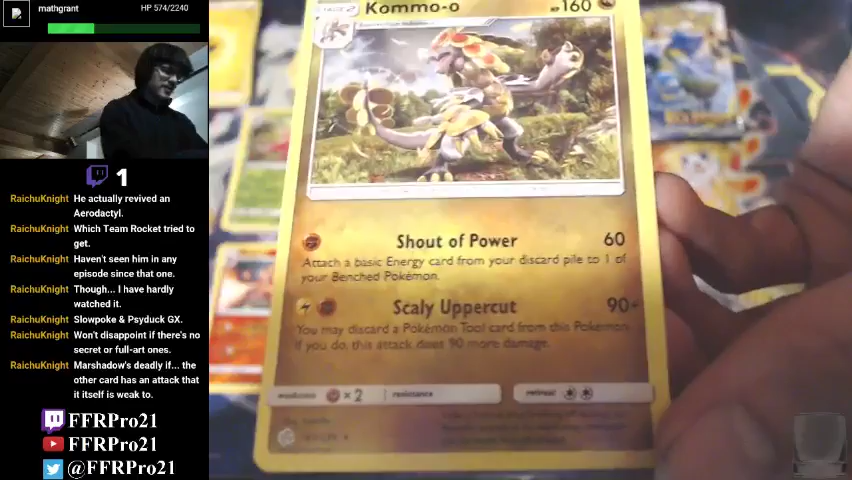 mathgrant HP 574/2240
1
RaichuKnight He actually revived an
Aerodactyl.
RaichuKnight Which Team Rocket tried to
get.
RaichuKnight Haven't seen him in any
episode since that one.
RaichuKnight Though... I have hardly
watched it.
RaichuKnight Slowpoke & Psyduck GX.
RaichuKnight Won't disappoint if there's no
secret or full-art ones.
RaichuKnight Marshadow's deadly if... the
other card has an attack that
it itself is weak to.
FFRPro21
FFRPro21
@FFRPro21
Kommo-o 160
Shout of Power 60
Attach a basic Energy card from your discard pile to 1 of
your Benched Pokémon.
Scaly Uppercut 90+
You may discard a Pokémon Tool card from this Pokémon.
If you do, this attack does 90 more damage.
weakness × 2 resistance retreat